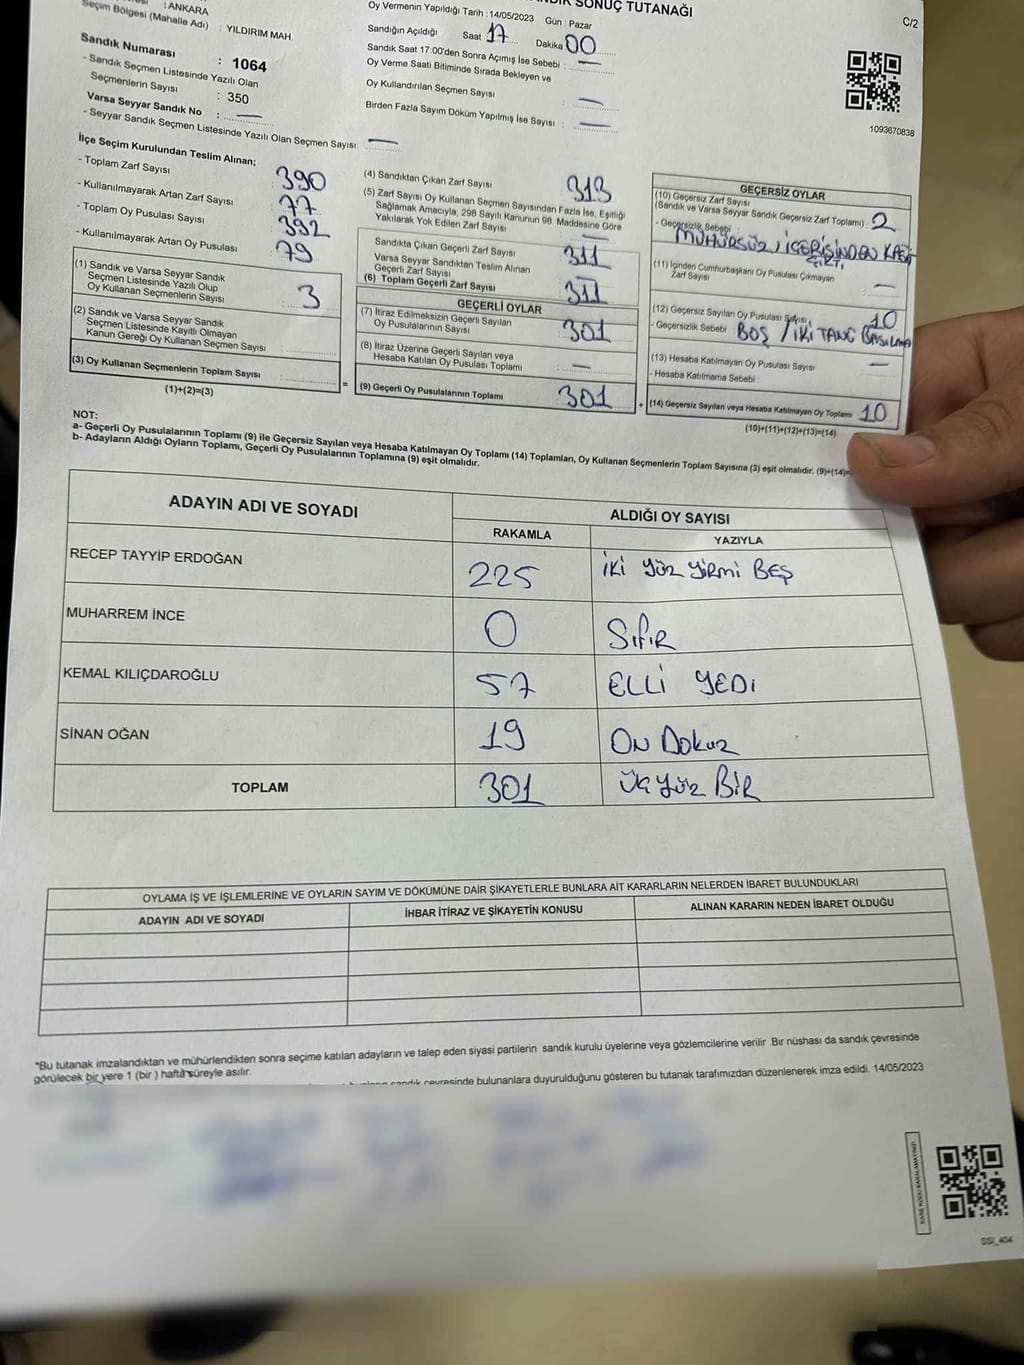 : ANKARA
Seçim Bölgesi (Mahalle Adı) : YILDIRIM MAH.
Sandık Numarası : 1064
- Sandık Seçmen Listesinde Yazılı Olan
Seçmenlerin Sayısı : 350
Varsa Seyyar Sandık No : —
- Seyyar Sandık Seçmen Listesinde Yazılı Olan Seçmen Sayısı: —
SONUÇ TUTANAĞI
Oy Vermenin Yapıldığı Tarih : 14/05/2023 Gün : Pazar
Sandığın Açıldığı Saat 17 Dakika 00
Sandık Saat 17:00'den Sonra Açımış İse Sebebi : —
Oy Verme Saati Bitiminde Sırada Bekleyen ve
Oy Kullandırılan Seçmen Sayısı : —
Birden Fazla Sayım Döküm Yapılmış İse Sayısı : —
C/2
1093670838
İlçe Seçim Kurulundan Teslim Alınan;
- Toplam Zarf Sayısı : 390
- Kullanılmayarak Artan Zarf Sayısı : 77
- Toplam Oy Pusulası Sayısı : 392
- Kullanılmayarak Artan Oy Pusulası : 79
(1) Sandık ve Varsa Seyyar Sandık
Seçmen Listesinde Yazılı Olup
Oy Kullanan Seçmenlerin Sayısı : 3
(2) Sandık ve Varsa Seyyar Sandık
Seçmen Listesinde Kayıtlı Olmayan
Kanun Gereği Oy Kullanan Seçmen Sayısı :
(3) Oy Kullanan Seçmenlerin Toplam Sayısı : =
(1)+(2)=(3)
(4) Sandıktan Çıkan Zarf Sayısı 313
(5) Zarf Sayısı Oy Kullanan Seçmen Sayısından Fazla İse, Eşitliği
Sağlamak Amacıyla, 298 Sayılı Kanunun 98. Maddesine Göre
Yakılarak Yok Edilen Zarf Sayısı : —
Sandıkta Çıkan Geçerli Zarf Sayısı : 311
Varsa Seyyar Sandıktan Teslim Alınan
Geçerli Zarf Sayısı : —
(6) Toplam Geçerli Zarf Sayısı : 311
GEÇERLİ OYLAR
(7) İtiraz Edilmeksizin Geçerli Sayılan
Oy Pusulalarının Sayısı : 301
(8) İtiraz Üzerine Geçerli Sayılan veya
Hesaba Katılan Oy Pusulası Toplamı : —
(9) Geçerli Oy Pusulalarının Toplamı : 301 +
GEÇERSİZ OYLAR
(10) Geçersiz Zarf Sayısı
(Sandık ve Varsa Seyyar Sandık Geçersiz Zarf Toplamı) : 2
- Geçersizlik Sebebi :
MÜHÜRSÜZ / İÇERİSİNDEN KAĞIT
ÇIKTI
(11) İçinden Cumhurbaşkanı Oy Pusulası Çıkmayan
Zarf Sayısı : —
(12) Geçersiz Sayılan Oy Pusulası Sayısı : 10
- Geçersizlik Sebebi BOŞ / İKİ TANE BASILMA
(13) Hesaba Katılmayan Oy Pusulası Sayısı : —
- Hesaba Katılmama Sebebi
(14) Geçersiz Sayılan veya Hesaba Katılmayan Oy Toplamı : 10
(10)+(11)+(12)+(13)=(14)
NOT:
a- Geçerli Oy Pusulalarının Toplamı (9) ile Geçersiz Sayılan veya Hesaba Katılmayan Oy Toplamı (14) Toplamları, Oy Kullanan Seçmenlerin Toplam Sayısına (3) eşit olmalıdır. (9)+(14)=
b- Adayların Aldığı Oyların Toplamı, Geçerli Oy Pusulalarının Toplamına (9) eşit olmalıdır.
ADAYIN ADI VE SOYADI ALDIĞI OY SAYISI
RAKAMLA YAZIYLA
RECEP TAYYİP ERDOĞAN 225 İKİ YÜZ YİRMİ BEŞ
MUHARREM İNCE 0 SIFIR
KEMAL KILIÇDAROĞLU 57 ELLİ YEDİ
SİNAN OĞAN 19 ON DOKUZ
TOPLAM 301 ÜÇ YÜZ BİR
OYLAMA İŞ VE İŞLEMLERİNE VE OYLARIN SAYIM VE DÖKÜMÜNE DAİR ŞİKAYETLERLE BUNLARA AİT KARARLARIN NELERDEN İBARET BULUNDUKLARI
ADAYIN ADI VE SOYADI İHBAR İTİRAZ VE ŞİKAYETİN KONUSU ALINAN KARARIN NEDEN İBARET OLDUĞU
*Bu tutanak imzalandıktan ve mühürlendikten sonra seçime katılan adayların ve talep eden siyasi partilerin sandık kurulu üyelerine veya gözlemcilerine verilir .Bir nüshası da sandık çevresinde
görülecek bir yere 1 (bir ) hafta süreyle asılır.
sandık çevresinde bulunanlara duyurulduğunu gösteren bu tutanak tarafımızdan düzenlenerek imza edildi. 14/05/2023
KARE KODU KARALAMAYINIZ!
SSI_404